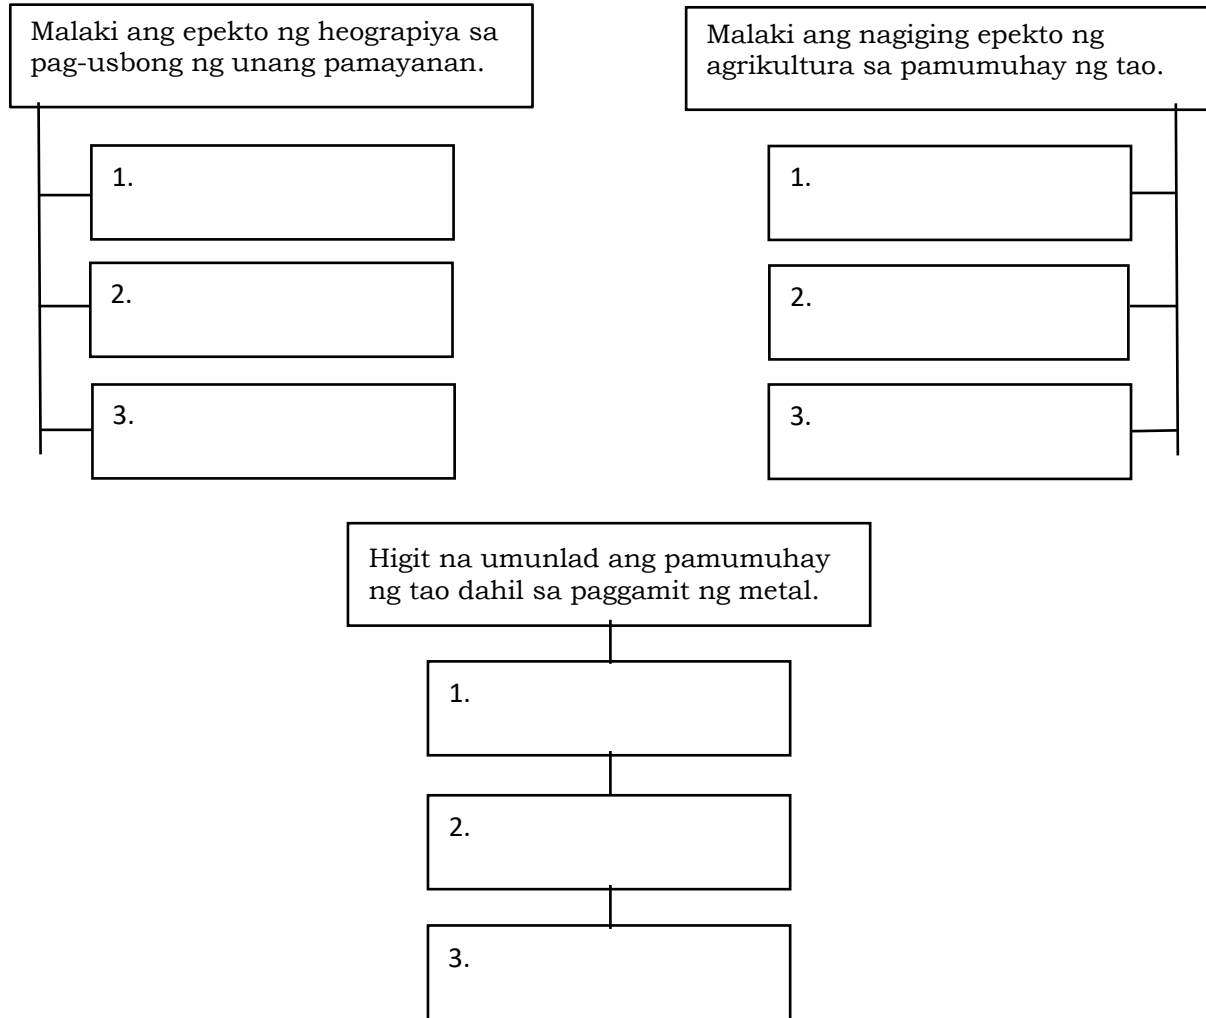 Malaki ang epekto ng heograpiya sa
pag-usbong ng unang pamayanan.
1.
2.
3.
Malaki ang nagiging epekto ng
agrikultura sa pamumuhay ng tao.
1.
2.
3.
Higit na umunlad ang pamumuhay
ng tao dahil sa paggamit ng metal.
1.
2.
3.